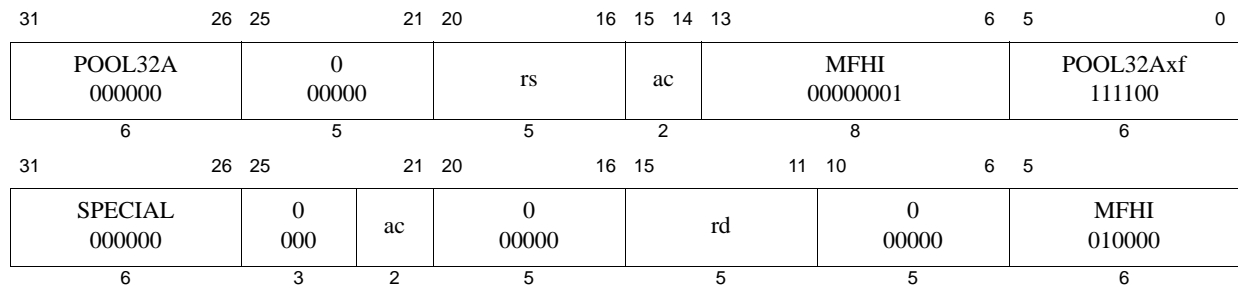 31 26 25 21 20 16 15 14 13 6 5 0
POOL32A 0 rs ac MFHI POOL32Axf
000000 00000 00000001 111100
6 5 5 2 8 6
31 26 25 21 20 16 15 11 10 6 5
SPECIAL 0 ac 0 rd 0 MFHI
000000 000 00000 00000 010000
6 3 2 5 5 5 6